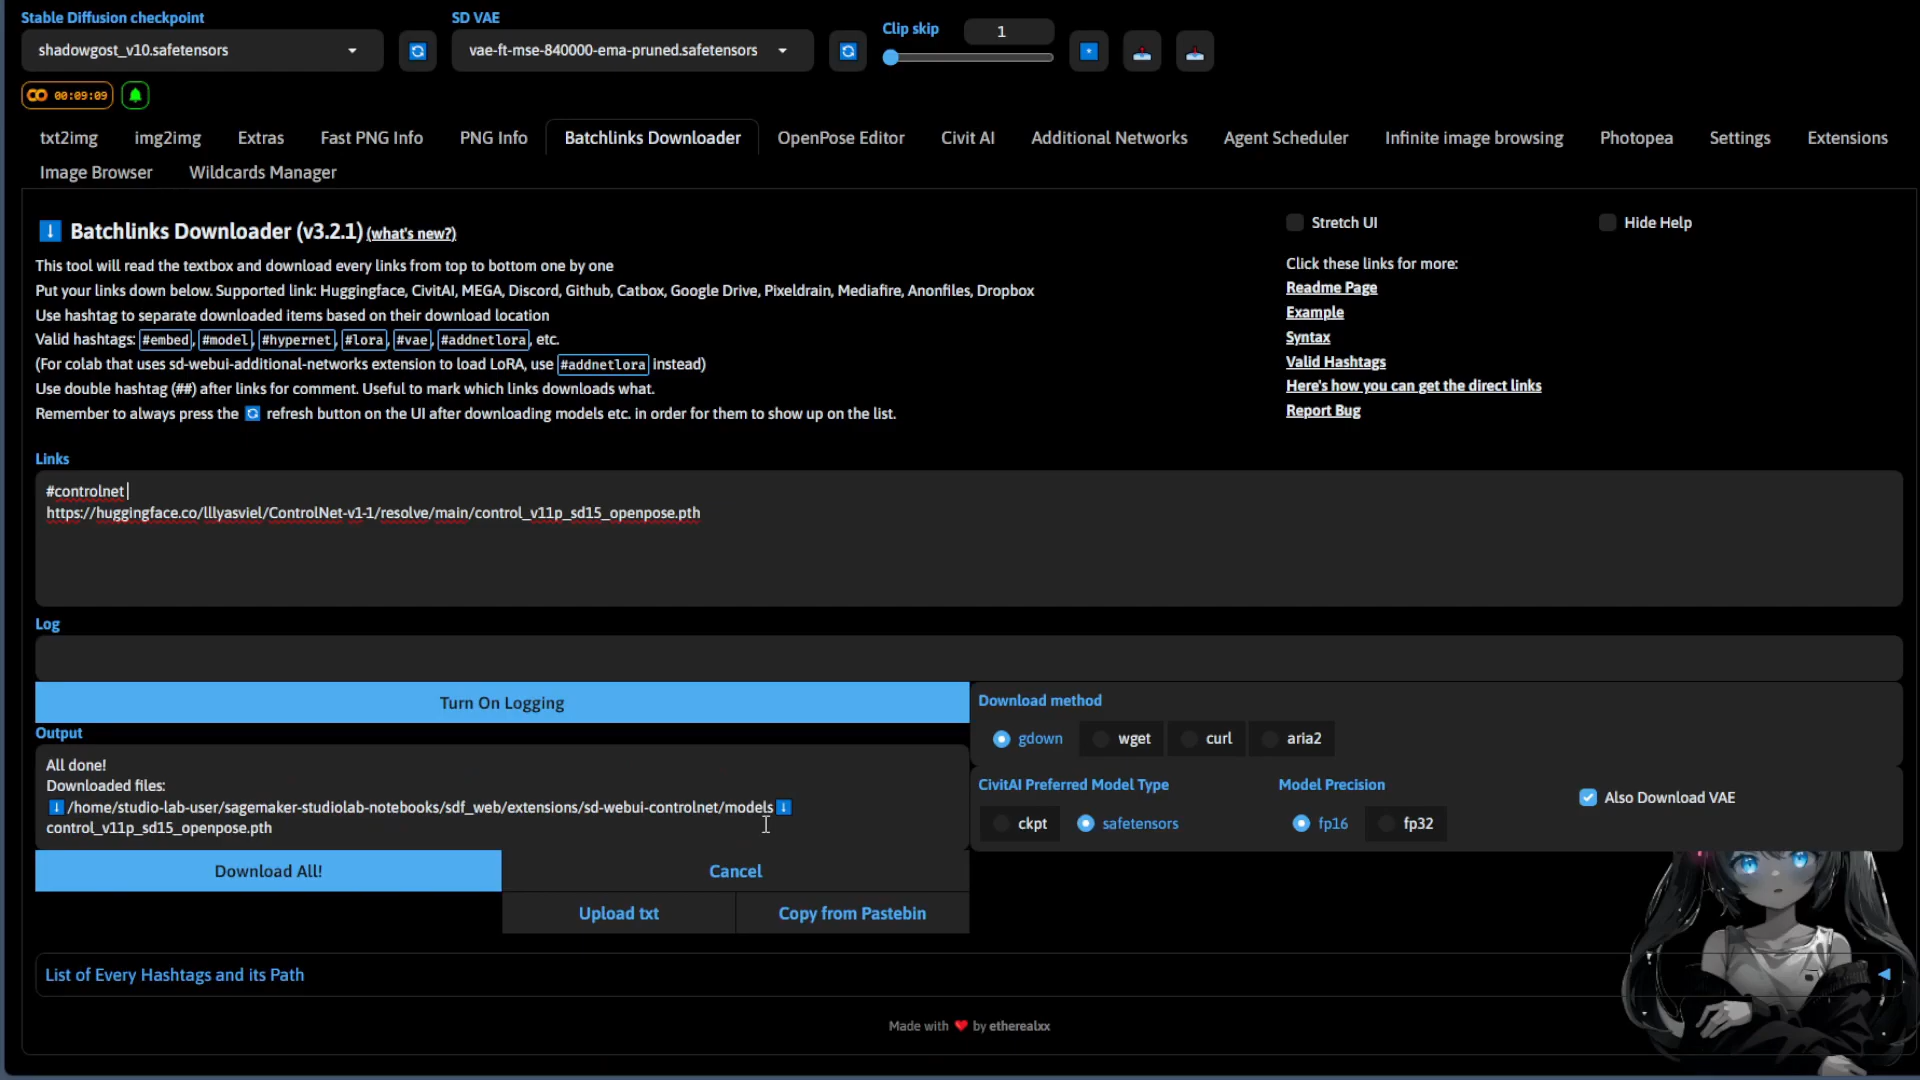 Stable Diffusion checkpoint
SD VAE
Clip skip
1
shadowgost_v10.safetensors
vae-ft-mse-840000-ema-pruned.safetensors
00:09:09
txt2img
img2img
Extras
Fast PNG Info
PNG Info
Batchlinks Downloader
OpenPose Editor
Civit AI
Additional Networks
Agent Scheduler
Infinite image browsing
Photopea
Settings
Extensions
Image Browser
Wildcards Manager
Batchlinks Downloader (v3.2.1) (what's new?)
Stretch UI
Hide Help
This tool will read the textbox and download every links from top to bottom one by one
Put your links down below. Supported link: Huggingface, CivitAI, MEGA, Discord, Github, Catbox, Google Drive, Pixeldrain, Mediafire, Anonfiles, Dropbox
Use hashtag to separate downloaded items based on their download location
Valid hashtags: #embed, #model, #hypernet, #lora, #vae, #addnetlora, etc.
(For colab that uses sd-webui-additional-networks extension to load LoRA, use #addnetlora instead)
Use double hashtag (##) after links for comment. Useful to mark which links downloads what.
Remember to always press the 🔄 refresh button on the UI after downloading models etc. in order for them to show up on the list.
Click these links for more:
Readme Page
Example
Syntax
Valid Hashtags
Here's how you can get the direct links
Report Bug
Links
#controlnet
https://huggingface.co/lllyasviel/ControlNet-v1-1/resolve/main/control_v11p_sd15_openpose.pth
Log
Turn On Logging
Output
All done!
Downloaded files:
⬇️/home/studio-lab-user/sagemaker-studiolab-notebooks/sdf_web/extensions/sd-webui-controlnet/models⬇️
control_v11p_sd15_openpose.pth
Download method
gdown
wget
curl
aria2
CivitAI Preferred Model Type
ckpt
safetensors
Model Precision
fp16
fp32
Also Download VAE
Download All!
Cancel
Upload txt
Copy from Pastebin
List of Every Hashtags and its Path
Made with ❤️ by etherealxx